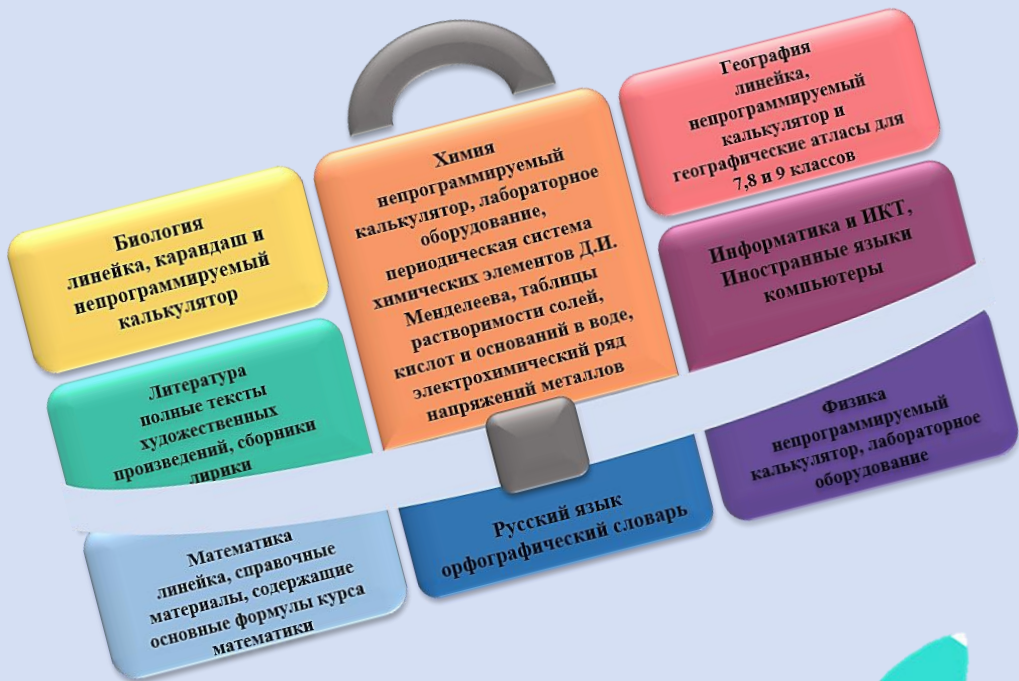 Биология
линейка, карандаш и
непрограммируемый
калькулятор
Литература
полные тексты
художественных
произведений, сборники
лирики
Математика
линейка, справочные
материалы, содержащие
основные формулы курса
математики
Химия
непрограммируемый
калькулятор, лабораторное
оборудование,
периодическая система
химических элементов Д.И.
Менделеева, таблицы
растворимости солей,
кислот и оснований в воде,
электрохимический ряд
напряжений металлов
Русский язык
орфографический словарь
География
линейка,
непрограммируемый
калькулятор и
географические атласы для
7,8 и 9 классов
Информатика и ИКТ,
Иностранные языки
компьютеры
Физика
непрограммируемый
калькулятор, лабораторное
оборудование